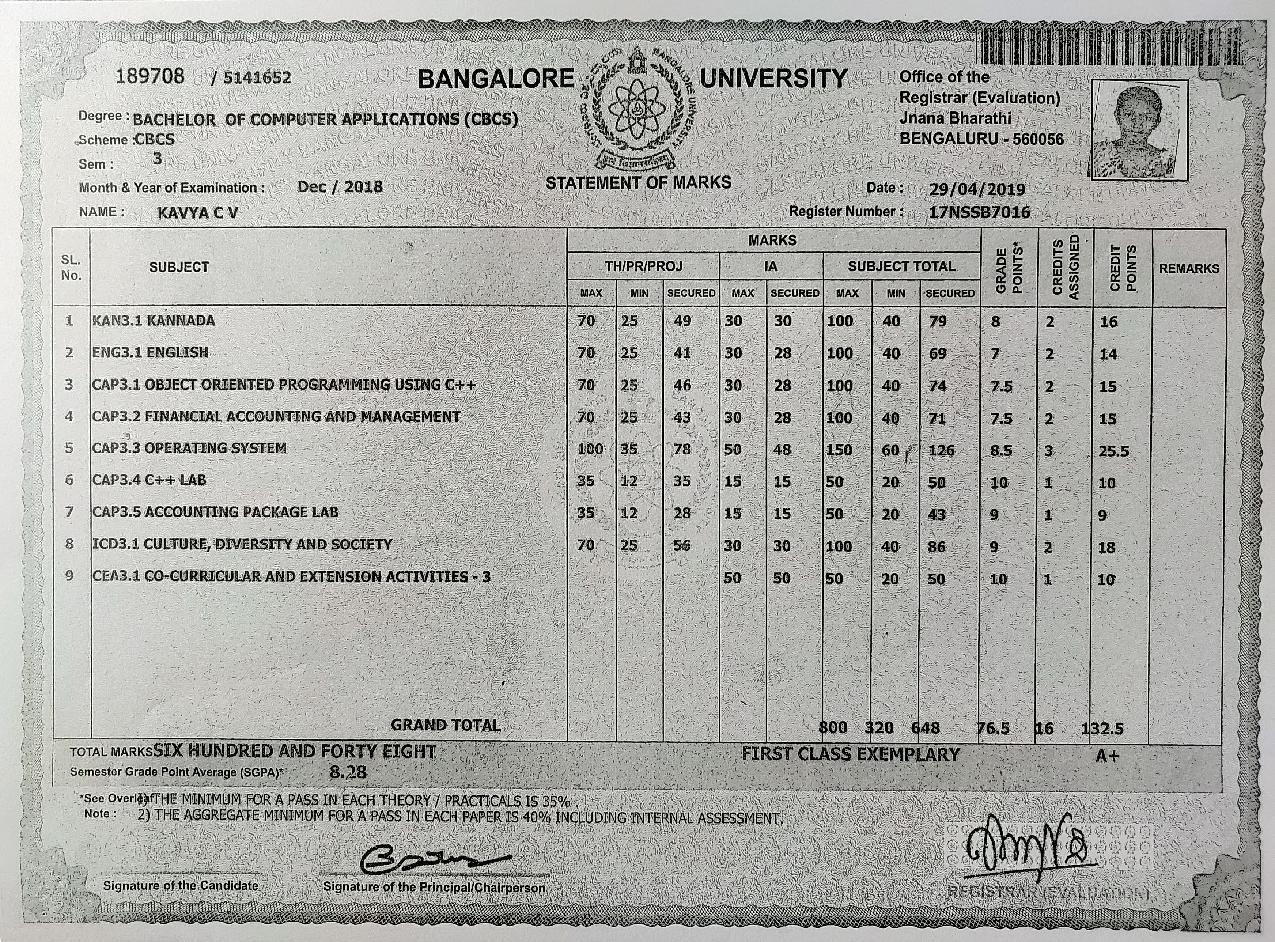 189708 / 5141652
BANGALORE UNIVERSITY
Office of the
Registrar (Evaluation)
Jnana Bharathi
BENGALURU - 560056
Degree : BACHELOR OF COMPUTER APPLICATIONS (CBCS)
Scheme :CBCS
Sem : 3
Month & Year of Examination : Dec / 2018
STATEMENT OF MARKS
Date : 29/04/2019
NAME : KAVYA C V
Register Number : 17NSSB7016
SL. No. SUBJECT MARKS GRADE POINTS* CREDITS ASSIGNED CREDIT POINTS REMARKS
TH/PR/PROJ IA SUBJECT TOTAL
MAX MIN SECURED MAX SECURED MAX MIN SECURED
1 KAN3.1 KANNADA 70 25 49 30 30 100 40 79 8 2 16
2 ENG3.1 ENGLISH 70 25 41 30 28 100 40 69 7 2 14
3 CAP3.1 OBJECT ORIENTED PROGRAMMING USING C++ 70 25 46 30 28 100 40 74 7.5 2 15
4 CAP3.2 FINANCIAL ACCOUNTING AND MANAGEMENT 70 25 43 30 28 100 40 71 7.5 2 15
5 CAP3.3 OPERATING SYSTEM 100 35 78 50 48 150 60 126 8.5 3 25.5
6 CAP3.4 C++ LAB 35 12 35 15 15 50 20 50 10 1 10
7 CAP3.5 ACCOUNTING PACKAGE LAB 35 12 28 15 15 50 20 43 9 1 9
8 ICD3.1 CULTURE, DIVERSITY AND SOCIETY 70 25 56 30 30 100 40 86 9 2 18
9 CEA3.1 CO-CURRICULAR AND EXTENSION ACTIVITIES - 3 50 50 50 20 50 10 1 10
GRAND TOTAL 800 320 648 76.5 16 132.5
TOTAL MARKS SIX HUNDRED AND FORTY EIGHT FIRST CLASS EXEMPLARY A+
Semester Grade Point Average (SGPA)* 8.28
*See Overleaf 1) THE MINIMUM FOR A PASS IN EACH THEORY / PRACTICALS IS 35%
Note : 2) THE AGGREGATE MINIMUM FOR A PASS IN EACH PAPER IS 40% INCLUDING INTERNAL ASSESSMENT.
Signature of the Candidate
Signature of the Principal/Chairperson
REGISTRAR (EVALUATION)